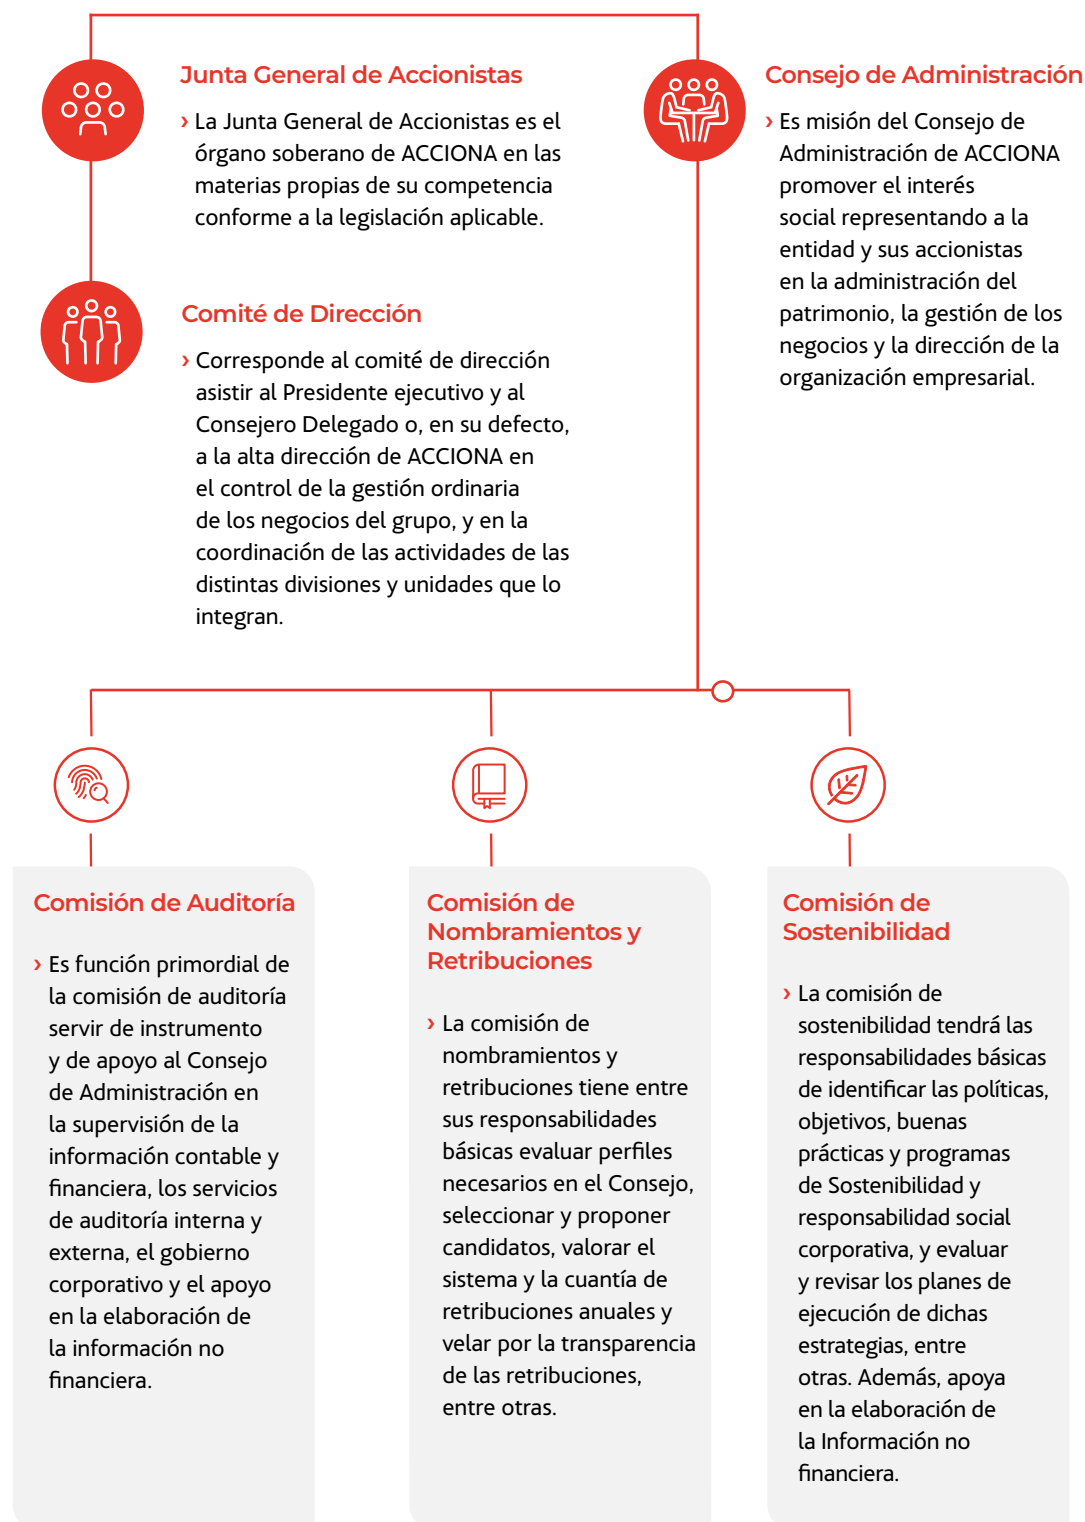 Junta General de Accionistas
› La Junta General de Accionistas es el
órgano soberano de ACCIONA en las
materias propias de su competencia
conforme a la legislación aplicable.
Comité de Dirección
› Corresponde al comité de dirección
asistir al Presidente ejecutivo y al
Consejero Delegado o, en su defecto,
a la alta dirección de ACCIONA en
el control de la gestión ordinaria
de los negocios del grupo, y en la
coordinación de las actividades de las
distintas divisiones y unidades que lo
integran.
Consejo de Administración
› Es misión del Consejo de
Administración de ACCIONA
promover el interés
social representando a la
entidad y sus accionistas
en la administración del
patrimonio, la gestión de los
negocios y la dirección de la
organización empresarial.
Comisión de Auditoría
› Es función primordial de
la comisión de auditoría
servir de instrumento
y de apoyo al Consejo
de Administración en
la supervisión de la
información contable y
financiera, los servicios
de auditoría interna y
externa, el gobierno
corporativo y el apoyo
en la elaboración de
la información no
financiera.
Comisión de
Nombramientos y
Retribuciones
› La comisión de
nombramientos y
retribuciones tiene entre
sus responsabilidades
básicas evaluar perfiles
necesarios en el Consejo,
seleccionar y proponer
candidatos, valorar el
sistema y la cuantía de
retribuciones anuales y
velar por la transparencia
de las retribuciones,
entre otras.
Comisión de
Sostenibilidad
› La comisión de
sostenibilidad tendrá las
responsabilidades básicas
de identificar las políticas,
objetivos, buenas
prácticas y programas
de Sostenibilidad y
responsabilidad social
corporativa, y evaluar
y revisar los planes de
ejecución de dichas
estrategias, entre
otras. Además, apoya
en la elaboración de
la Información no
financiera.